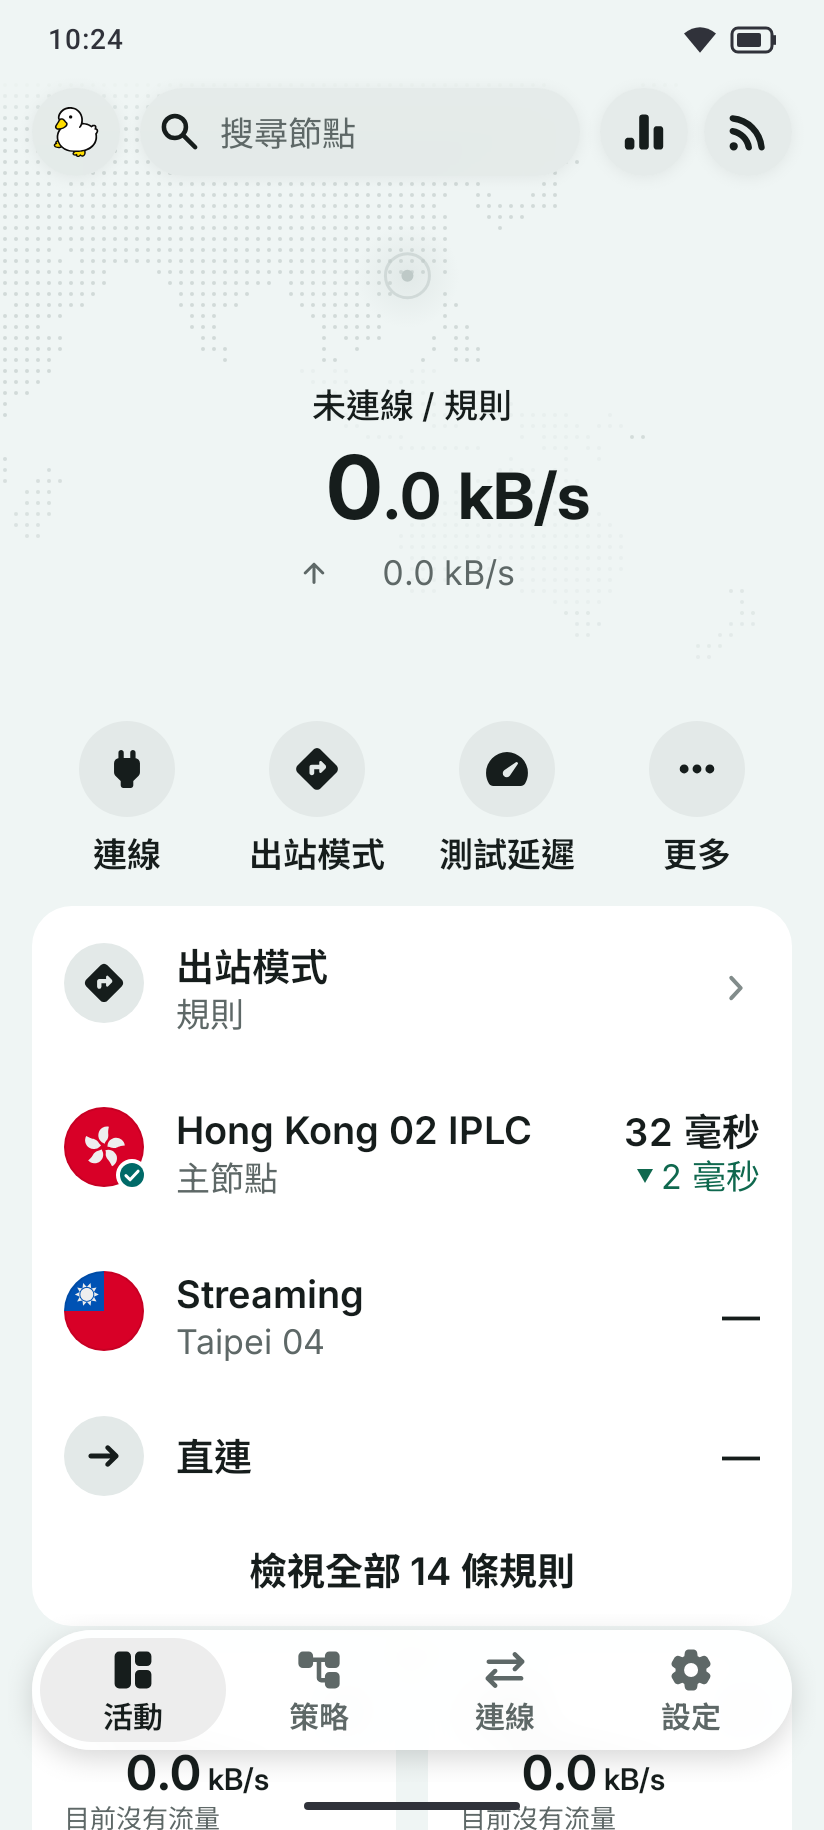 10:24
搜尋節點
未連線 / 規則
0.0 kB/s
↑ 0.0 kB/s
連線
出站模式
測試延遲
更多
出站模式
規則
Hong Kong 02 IPLC
32 毫秒
主節點
▼2 毫秒
Streaming
—
Taipei 04
直連
—
檢視全部 14 條規則
活動
策略
連線
設定
0.0 kB/s
0.0 kB/s
目前沒有流量
目前沒有流量